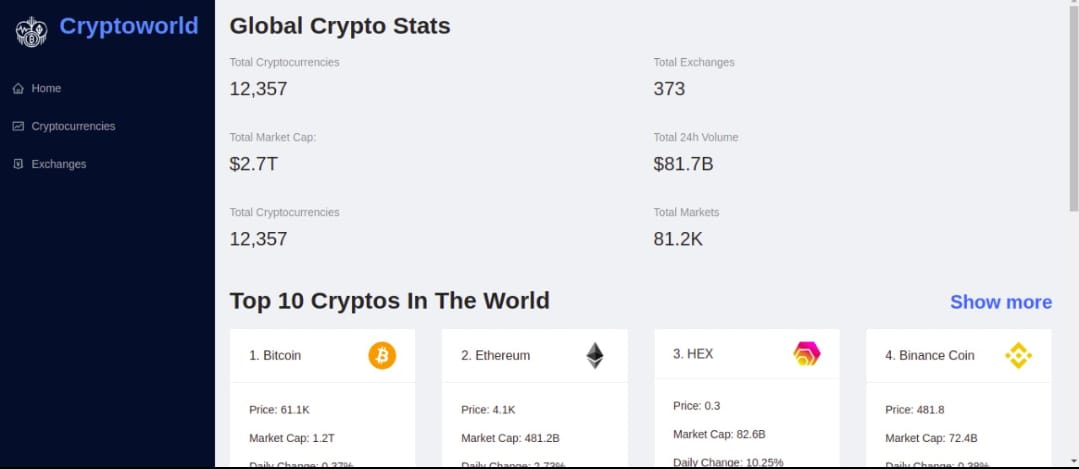 Cryptoworld
Home
Cryptocurrencies
Exchanges
Global Crypto Stats
Total Cryptocurrencies
12,357
Total Exchanges
373
Total Market Cap:
$2.7T
Total 24h Volume
$81.7B
Total Cryptocurrencies
12,357
Total Markets
81.2K
Top 10 Cryptos In The World
Show more
1. Bitcoin
Price: 61.1K
Market Cap: 1.2T
Daily Change: 0.37%
2. Ethereum
Price: 4.1K
Market Cap: 481.2B
Daily Change: 2.73%
3. HEX
Price: 0.3
Market Cap: 82.6B
Daily Change: 10.25%
4. Binance Coin
Price: 481.8
Market Cap: 72.4B
Daily Change: 0.38%